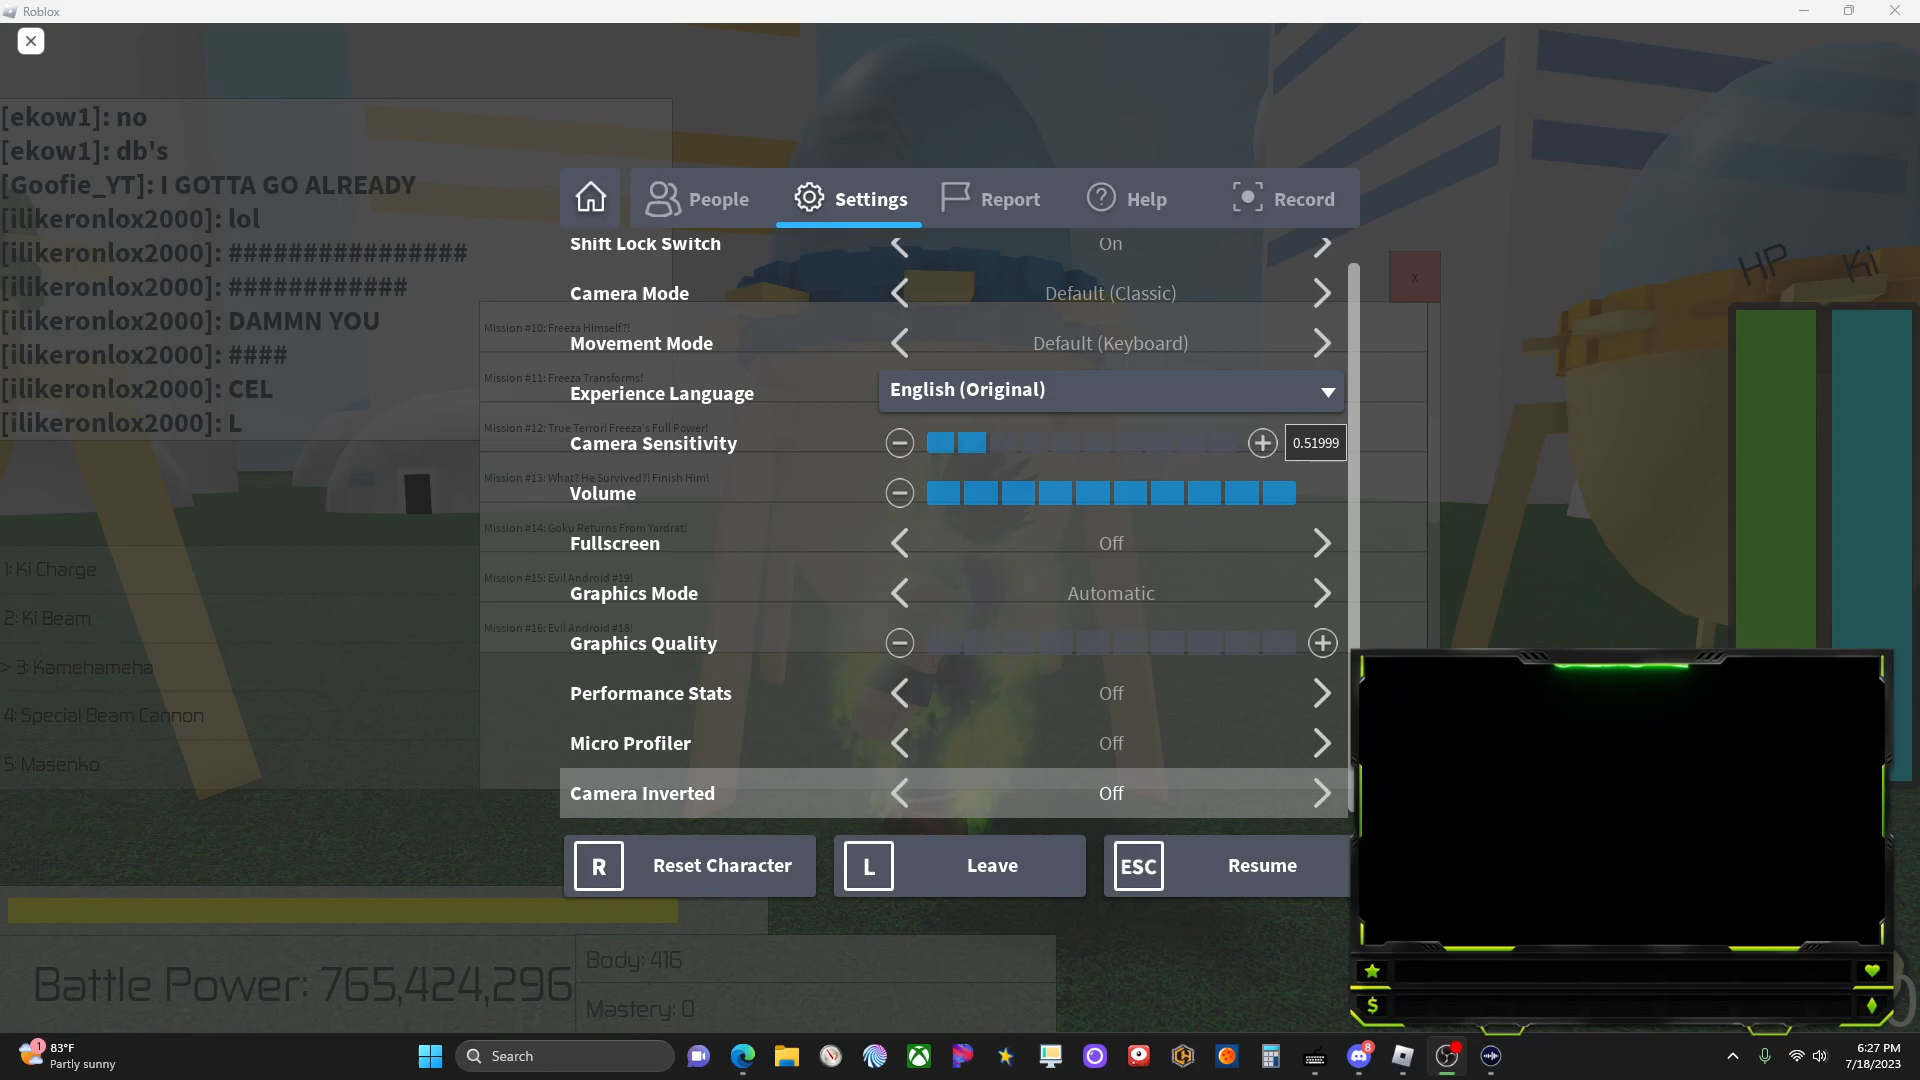 Roblox
[ekow1]: no
[ekow1]: db's
[Goofie_YT]: I GOTTA GO ALREADY
[ilikeronlox2000]: lol
[ilikeronlox2000]: ################
[ilikeronlox2000]: ############
[ilikeronlox2000]: DAMMN YOU
[ilikeronlox2000]: ####
[ilikeronlox2000]: CEL
[ilikeronlox2000]: L
People Settings Report Help Record
Shift Lock Switch On
x
HP Ki
Camera Mode Default (Classic)
Mission #10: Freeza Himself?!
Movement Mode Default (Keyboard)
Mission #11: Freeza Transforms!
Experience Language English (Original)
Mission #12: True Terror! Freeza's Full Power!
Camera Sensitivity 0.51999
Mission #13: What? He Survived?! Finish Him!
Volume
Mission #14: Goku Returns From Yardrat!
Fullscreen Off
Mission #15: Evil Android #19!
Graphics Mode Automatic
Mission #16: Evil Android #18!
Graphics Quality
Performance Stats Off
Micro Profiler Off
Camera Inverted Off
1: Ki Charge
2: Ki Beam
> 3: Kamehameha
4: Special Beam Cannon
5: Masenko
R Reset Character L Leave ESC Resume
Battle Power: 765,424,296
Body: 416
Mastery: 0
$
1
83°F
Partly sunny
Search
8
6:27 PM
7/18/2023